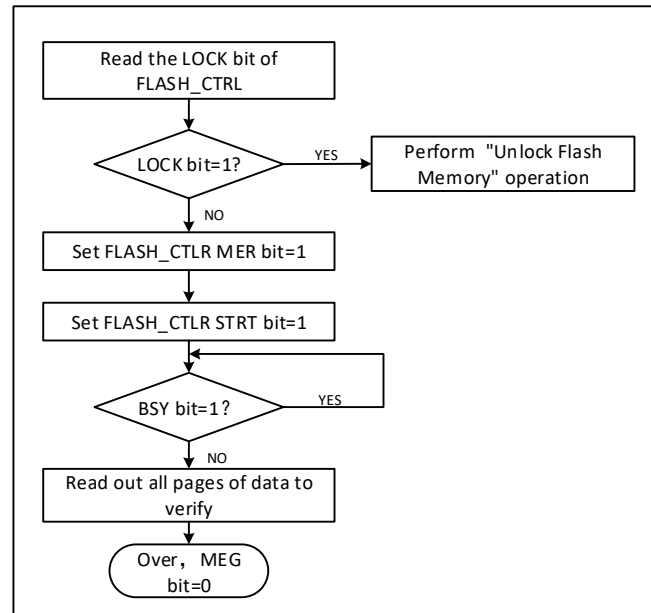 Read the LOCK bit of
FLASH_CTRL
LOCK bit=1?
YES
Perform "Unlock Flash
Memory" operation
NO
Set FLASH_CTLR MER bit=1
Set FLASH_CTLR STRT bit=1
BSY bit=1?
YES
NO
Read out all pages of data to
verify
Over，MEG
bit=0